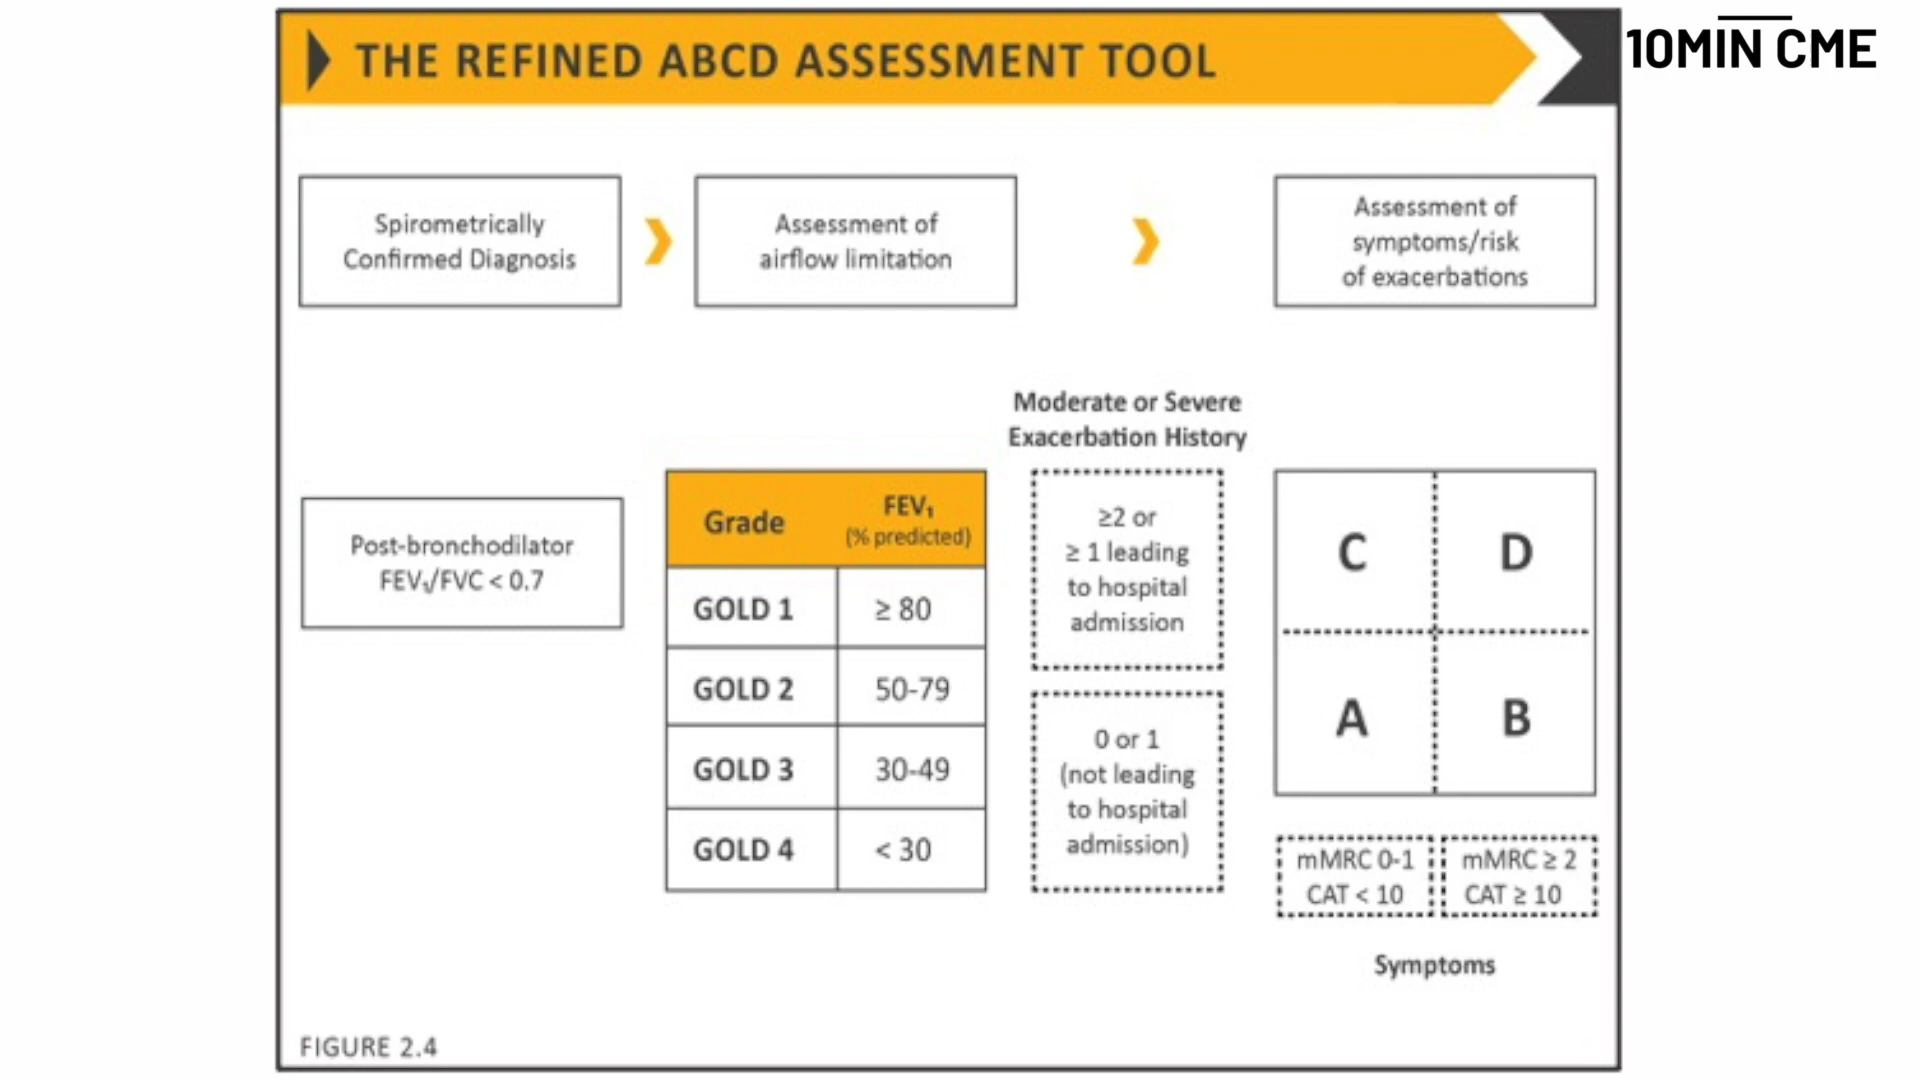 THE REFINED ABCD ASSESSMENT TOOL
10MIN CME
Spirometrically
Confirmed Diagnosis
Assessment of
airflow limitation
Assessment of
symptoms/risk
of exacerbations
Post-bronchodilator
FEV₁/FVC < 0.7
Grade
FEV₁
(% predicted)
GOLD 1
≥ 80
GOLD 2
50-79
GOLD 3
30-49
GOLD 4
< 30
Moderate or Severe
Exacerbation History
≥2 or
≥ 1 leading
to hospital
admission
0 or 1
(not leading
to hospital
admission)
C
D
A
B
mMRC 0-1
CAT < 10
mMRC ≥ 2
CAT ≥ 10
Symptoms
FIGURE 2.4